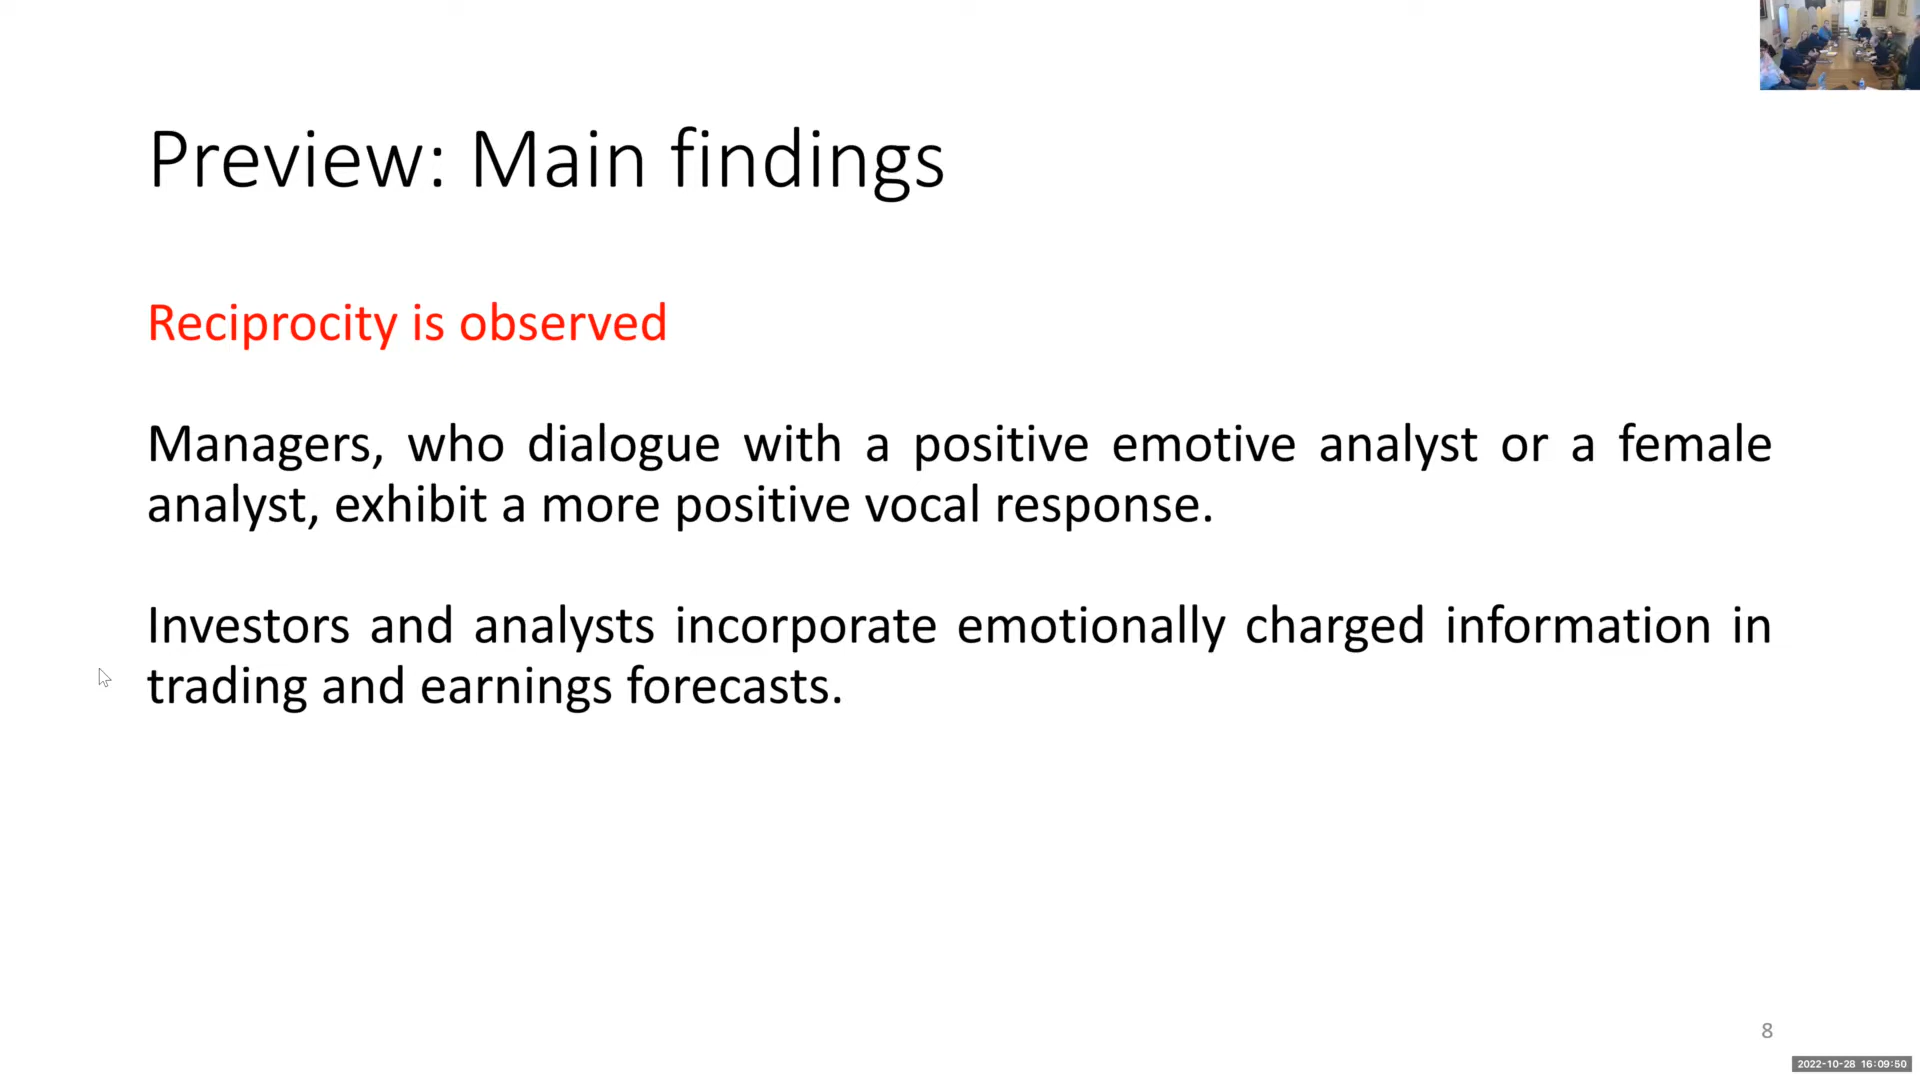 Preview: Main findings
Reciprocity is observed
Managers, who dialogue with a positive emotive analyst or a female
analyst, exhibit a more positive vocal response.
Investors and analysts incorporate emotionally charged information in
trading and earnings forecasts.
8
2022-10-28 16:09:50